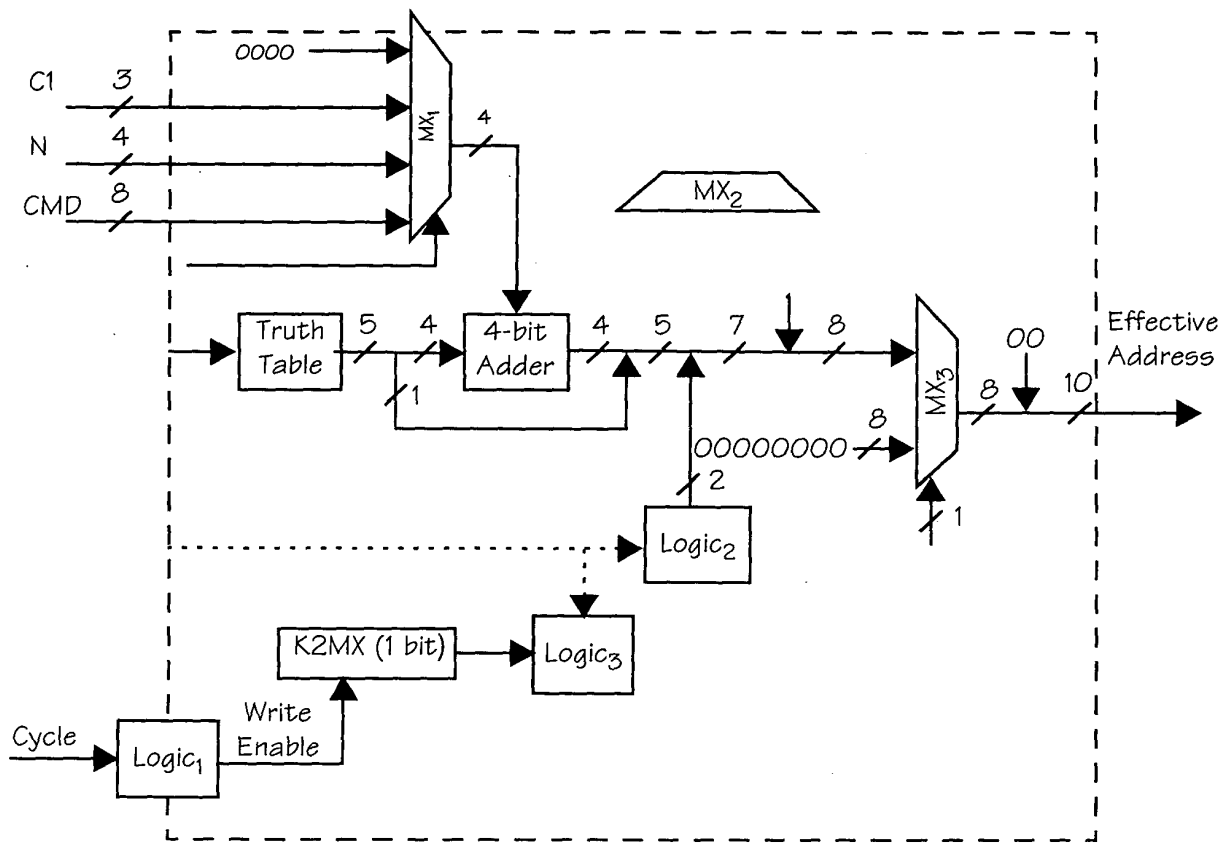 0000
C1
3
N
4
CMD
8
MX₁
4
MX₂
Truth
Table
5
4
1
4-bit
Adder
4
5
7
8
00
MX₃
8
10
Effective
Address
00000000
8
1
2
Logic₂
K2MX (1 bit)
Logic₃
Write
Enable
Cycle
Logic₁